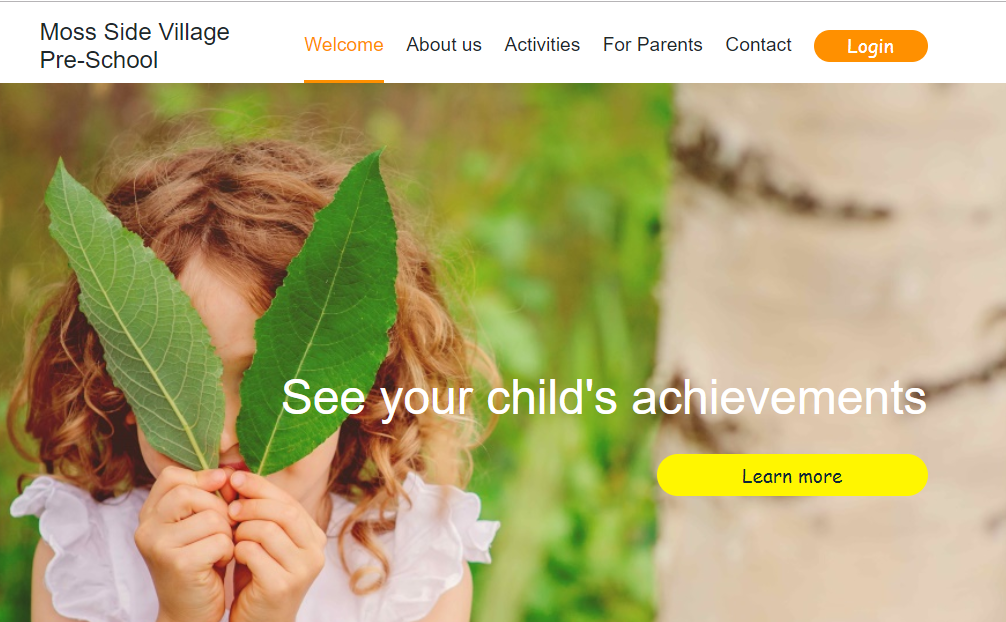 Moss Side Village
Pre-School
Welcome About us Activities For Parents Contact Login
See your child's achievements
Learn more